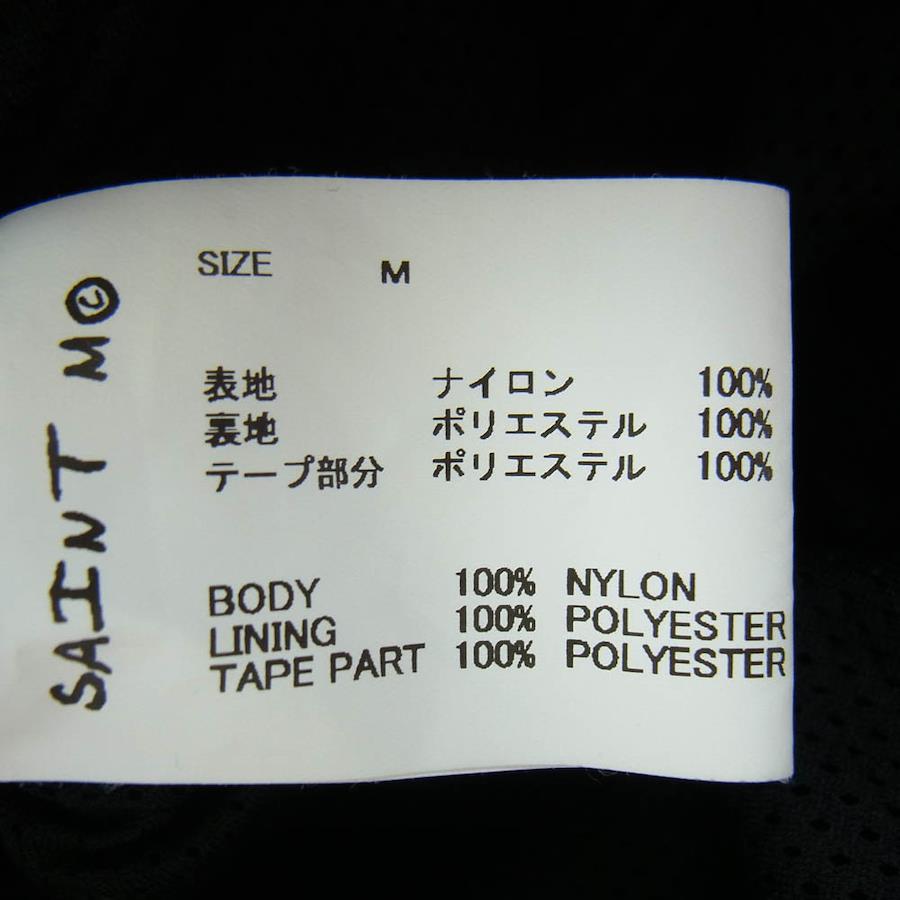 SAINT M©
SIZE M
表地 ナイロン 100%
裏地 ポリエステル 100%
テープ部分 ポリエステル 100%
BODY 100% NYLON
LINING 100% POLYESTER
TAPE PART 100% POLYESTER